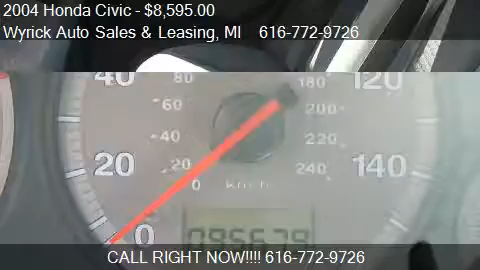 2004 Honda Civic - $8,595.00
Wyrick Auto Sales & Leasing, MI 616-772-9726
40 80 180 120
60 200
40 220
20 20 240 140
0 km/h
0 095679
CALL RIGHT NOW!!!! 616-772-9726